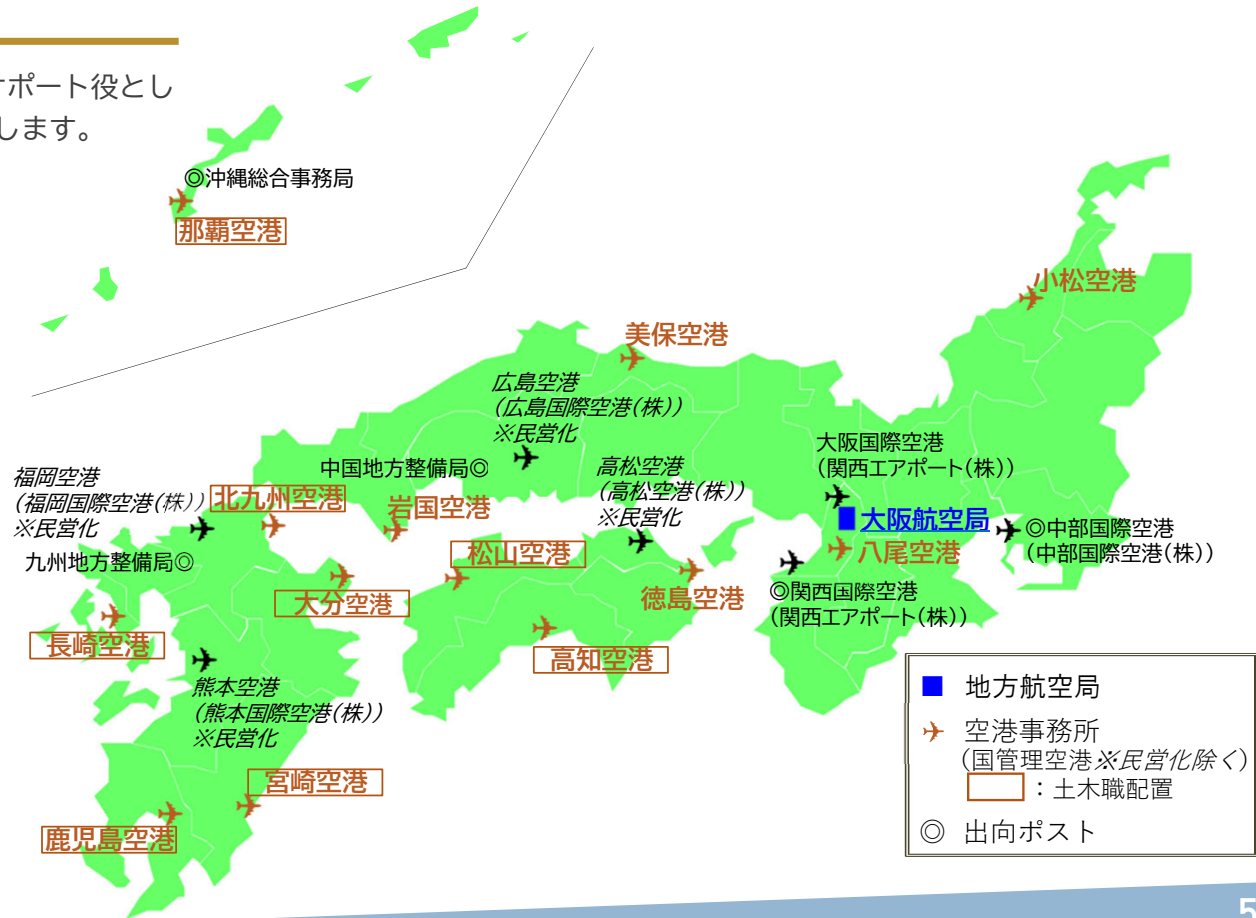 ポート役とし
します。
◎沖縄総合事務局
那覇空港
小松空港
美保空港
広島空港
(広島国際空港(株))
※民営化
中国地方整備局◎
高松空港
(高松空港(株))
※民営化
大阪国際空港
(関西エアポート(株))
福岡空港
(福岡国際空港(株))
※民営化
北九州空港
岩国空港
大阪航空局
◎中部国際空港
(中部国際空港(株))
八尾空港
九州地方整備局◎
松山空港
大分空港
徳島空港
◎関西国際空港
(関西エアポート(株))
長崎空港
高知空港
熊本空港
(熊本国際空港(株))
※民営化
宮崎空港
鹿児島空港
地方航空局
空港事務所
(国管理空港※民営化除く)
：土木職配置
◎ 出向ポスト
5